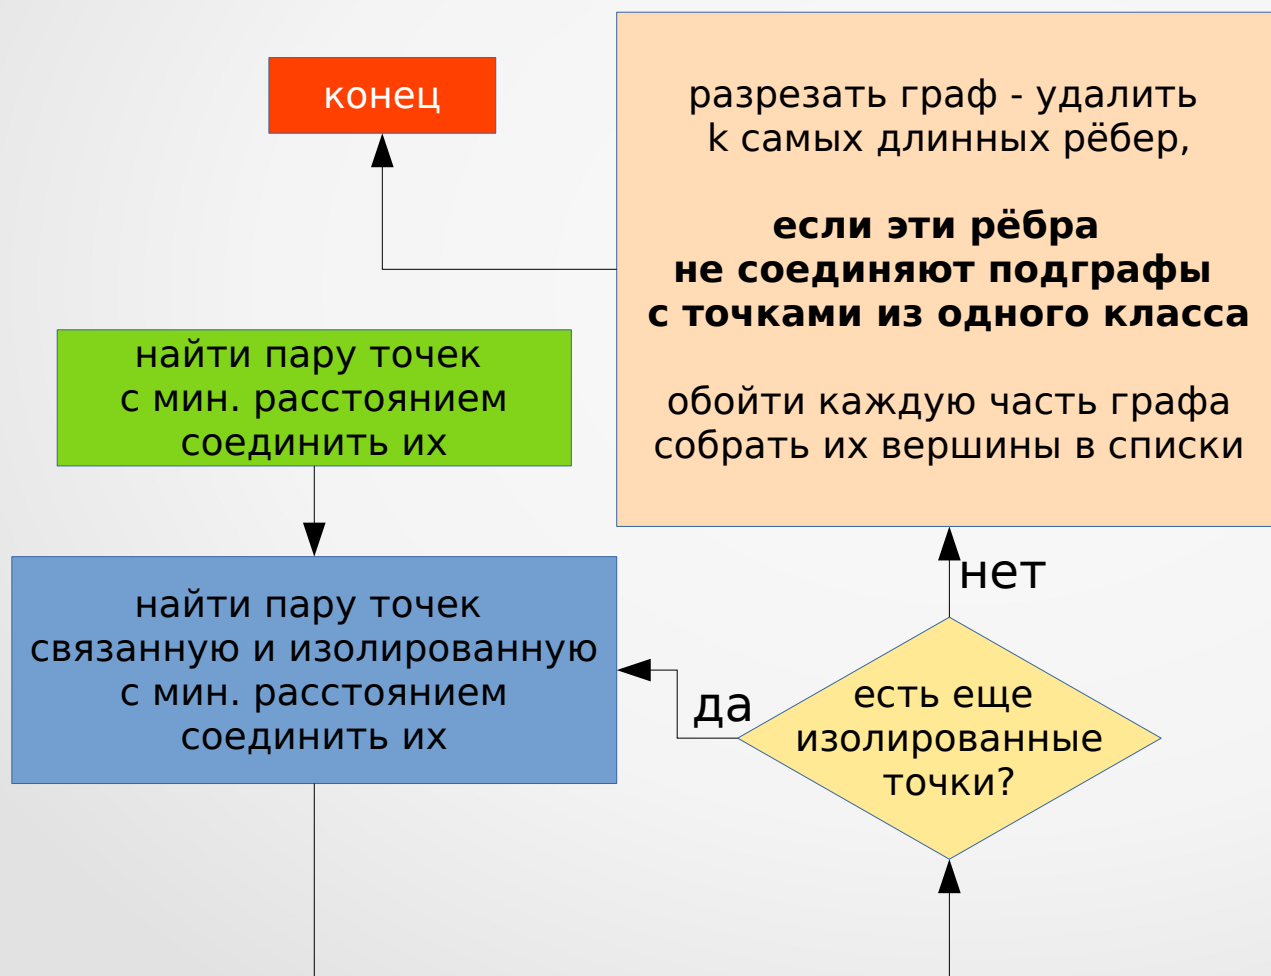 конец
разрезать граф - удалить
k самых длинных рёбер,
если эти рёбра
не соединяют подграфы
с точками из одного класса
обойти каждую часть графа
собрать их вершины в списки
найти пару точек
с мин. расстоянием
соединить их
найти пару точек
связанную и изолированную
с мин. расстоянием
соединить их
нет
да
есть еще
изолированные
точки?